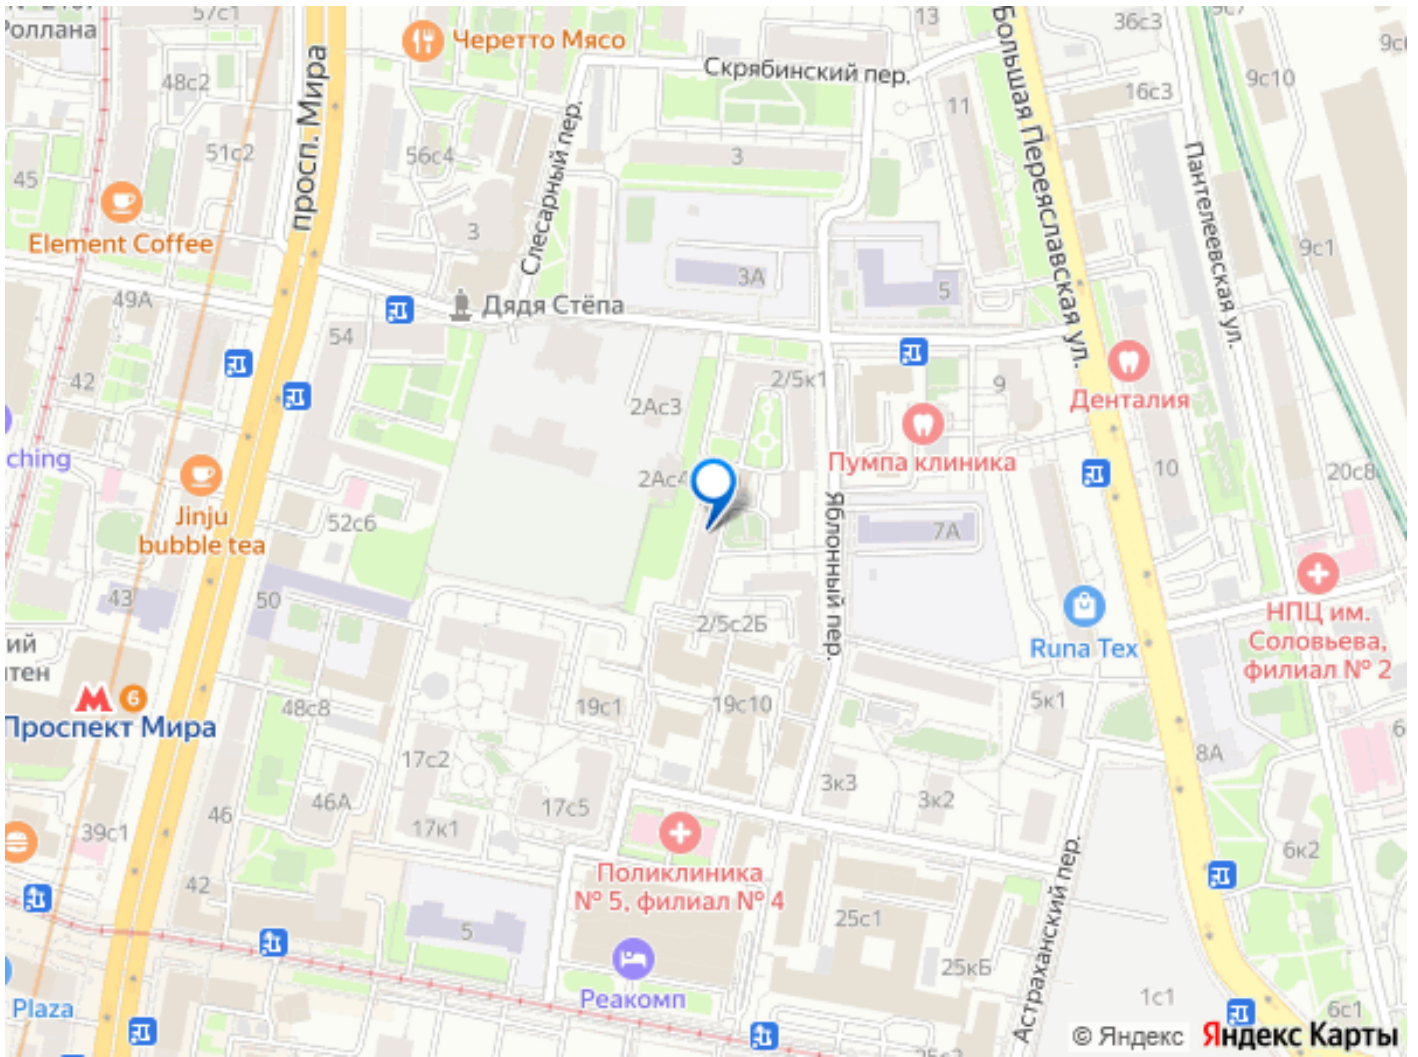 57с1
Роллана
Черетто Мясо
13
36с3
9с7
9с10
48с2
Скрябинский пер.
Большая Переяславская ул.
16с3
11
просп. Мира
51с2
56с4
Слесарный пер.
3
Пантелеевская ул.
45
Element Coffee
3
9с1
3А
5
49А
Дядя Стёпа
54
42
2/5к1
9
Денталия
2Ас3
ching
Пумпа клиника
10
20с8
2Ас4
Jinju
bubble tea
52с6
Яблонный пер.
7А
43
50
НПЦ им.
Соловьева,
филиал № 2
2/5с2Б
Runa Tex
ий
тен
М 6
Проспект Мира
48с8
19с1
19с10
5к1
17с2
8А
46А
17с5
3к3
3к2
46
17к1
39с1
6к2
Поликлиника
№ 5, филиал № 4
42
Астраханский пер.
5
25с1
25кБ
Реакомп
Plaza
1с1
6с1
© Яндекс Яндекс Карты